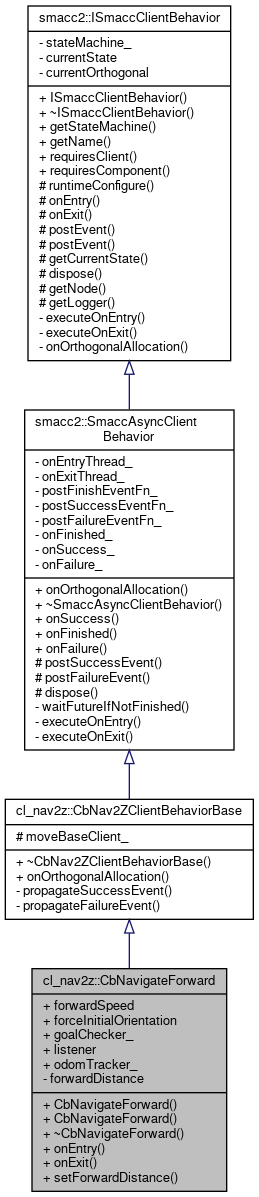 smacc2::ISmaccClientBehavior
- stateMachine_
- currentState
- currentOrthogonal
+ ISmaccClientBehavior()
+ ~ISmaccClientBehavior()
+ getStateMachine()
+ getName()
+ requiresClient()
+ requiresComponent()
# runtimeConfigure()
# onEntry()
# onExit()
# postEvent()
# postEvent()
# getCurrentState()
# dispose()
# getNode()
# getLogger()
- executeOnEntry()
- executeOnExit()
- onOrthogonalAllocation()
smacc2::SmaccAsyncClient
Behavior
- onEntryThread_
- onExitThread_
- postFinishEventFn_
- postSuccessEventFn_
- postFailureEventFn_
- onFinished_
- onSuccess_
- onFailure_
+ onOrthogonalAllocation()
+ ~SmaccAsyncClientBehavior()
+ onSuccess()
+ onFinished()
+ onFailure()
# postSuccessEvent()
# postFailureEvent()
# dispose()
- waitFutureIfNotFinished()
- executeOnEntry()
- executeOnExit()
cl_nav2z::CbNav2ZClientBehaviorBase
# moveBaseClient_
+ ~CbNav2ZClientBehaviorBase()
+ onOrthogonalAllocation()
- propagateSuccessEvent()
- propagateFailureEvent()
cl_nav2z::CbNavigateForward
+ forwardSpeed
+ forceInitialOrientation
+ goalChecker_
+ listener
+ odomTracker_
- forwardDistance
+ CbNavigateForward()
+ CbNavigateForward()
+ ~CbNavigateForward()
+ onEntry()
+ onExit()
+ setForwardDistance()